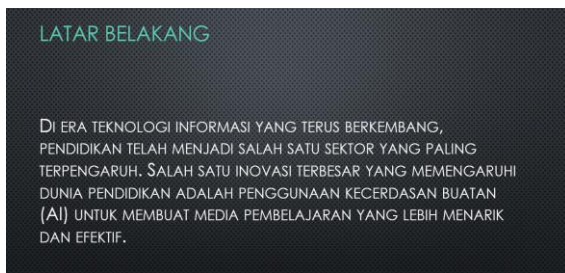 LATAR BELAKANG
DI ERA TEKNOLOGI INFORMASI YANG TERUS BERKEMBANG,
PENDIDIKAN TELAH MENJADI SALAH SATU SEKTOR YANG PALING
TERPENGARUH. SALAH SATU INOVASI TERBESAR YANG MEMENGARUHI
DUNIA PENDIDIKAN ADALAH PENGGUNAAN KECERDASAN BUATAN
(AI) UNTUK MEMBUAT MEDIA PEMBELAJARAN YANG LEBIH MENARIK
DAN EFEKTIF.